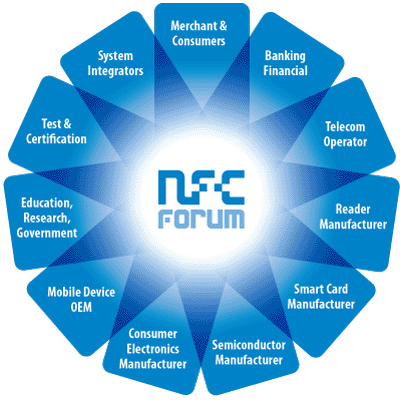 Merchant &
Consumers
Banking
Financial
Telecom
Operator
Reader
Manufacturer
Smart Card
Manufacturer
Semiconductor
Manufacturer
Consumer
Electronics
Manufacturer
Mobile Device
OEM
Education,
Research,
Government
Test &
Certification
System
Integrators
NFC
FORUM